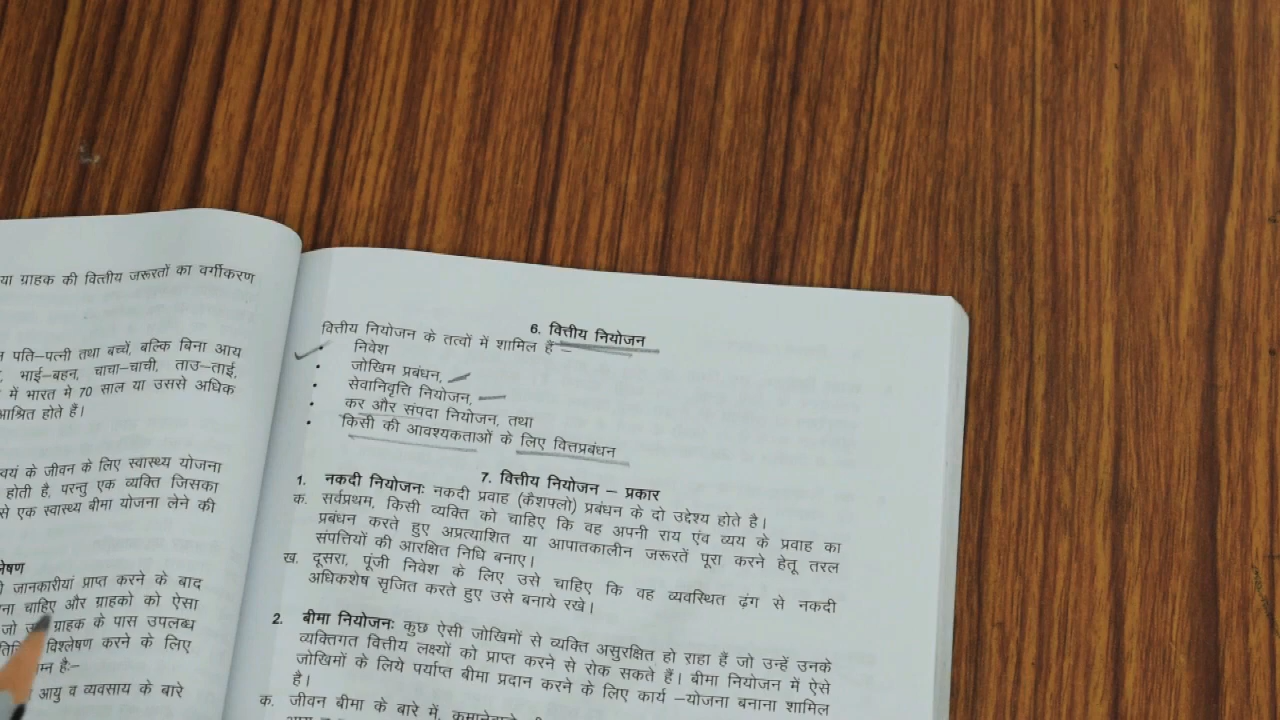 या ग्राहक की वित्तीय जरूरतों का वर्गीकरण
पति–पत्नी तथा बच्चें, बल्कि बिना आय
भाई–बहन, चाचा–चाची, ताउ–ताई,
में भारत मे 70 साल या उससे अधिक
आश्रित होते हैं।
के जीवन के लिए स्वास्थ्य योजना
होती है, परन्तु एक व्यक्ति जिसका
से एक स्वास्थ्य बीमा योजना लेने की
जानकारीयां प्राप्त करने के बाद
चाहिए और ग्राहको को ऐसा
जो ग्राहक के पास उपलब्ध
विश्लेषण करने के लिए
है:–
आयु व व्यवसाय के बारे
6. वित्तीय नियोजन
वित्तीय नियोजन के तत्वों में शामिल हैं –
• निवेश
• जोखिम प्रबंधन,
• सेवानिवृत्ति नियोजन,
• कर और संपदा नियोजन, तथा
• किसी की आवश्यकताओं के लिए वित्तप्रबंधन
7. वित्तीय नियोजन – प्रकार
1. नकदी नियोजनः नकदी प्रवाह (कैशफ्लो) प्रबंधन के दो उद्देश्य होते है।
क. सर्वप्रथम, किसी व्यक्ति को चाहिए कि वह अपनी राय एंव व्यय के प्रवाह का
प्रबंधन करते हुए अप्रत्याशित या आपातकालीन जरूरतें पूरा करने हेतू तरल
संपत्तियों की आरक्षित निधि बनाए।
ख. दूसरा, पूंजी निवेश के लिए उसे चाहिए कि वह व्यवस्थित ढ़ंग से नकदी
अधिकशेष सृजित करते हुए उसे बनाये रखे।
2. बीमा नियोजनः कुछ ऐसी जोखिमों से व्यक्ति असुरक्षित हो राहा हैं जो उन्हें उनके
व्यक्तिगत वित्तीय लक्ष्यों को प्राप्त करने से रोक सकते हैं। बीमा नियोजन में ऐसे
जोखिमों के लिये पर्याप्त बीमा प्रदान करने के लिए कार्य –योजना बनाना शामिल
है।
क. जीवन बीमा के बारे में,